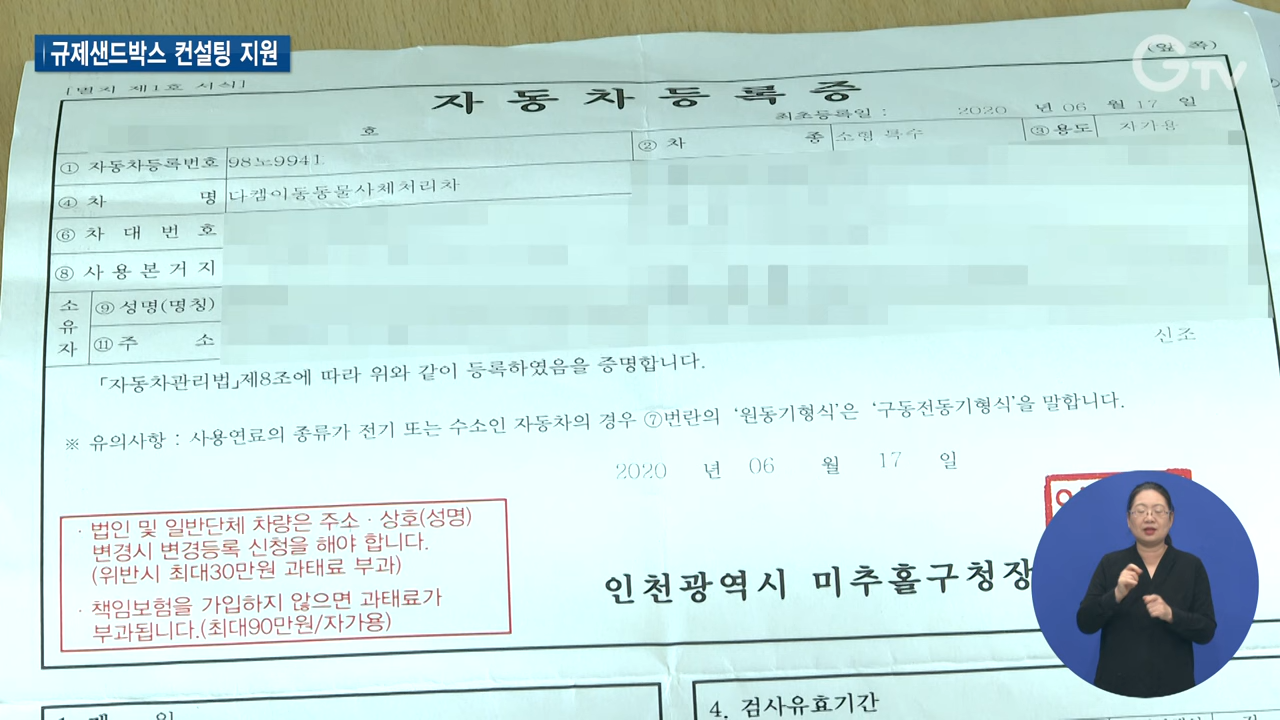 규제샌드박스 컨설팅 지원
GTV
[별지 제1호 서식]
(앞 쪽)
자동차등록증
호
최초등록일 : 2020 년 06 월 17 일
① 자동차등록번호 98노9941 ② 차 종 소형 특수 ③ 용도 자가용
④ 차 명 다켐이동동물사체처리차
⑥ 차 대 번 호
⑧ 사 용 본 거 지
소유자
⑨ 성명(명칭)
⑪ 주 소
신조
「자동차관리법」제8조에 따라 위와 같이 등록하였음을 증명합니다.
※ 유의사항 : 사용연료의 종류가 전기 또는 수소인 자동차의 경우 ⑦번란의 '원동기형식'은 '구동전동기형식'을 말합니다.
2020 년 06 월 17 일
· 법인 및 일반단체 차량은 주소 · 상호(성명)
변경시 변경등록 신청을 해야 합니다.
(위반시 최대30만원 과태료 부과)
· 책임보험을 가입하지 않으면 과태료가
부과됩니다.(최대90만원/자가용)
인천광역시 미추홀구청장
4. 검사유효기간